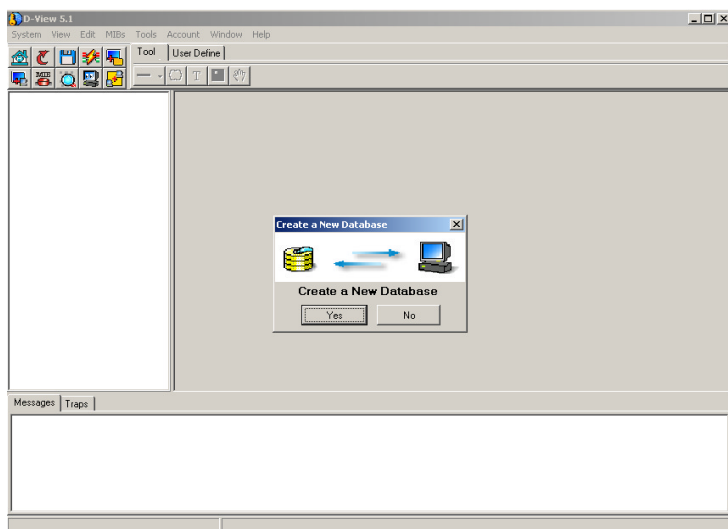 D-View 5.1
System View Edit MIBs Tools Account Window Help
Tool User Define
MIB
T
Create a New Database
Create a New Database
Yes No
Messages Traps